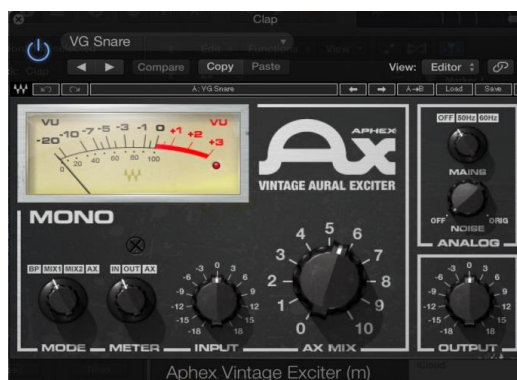 Clap
VG Snare
Compare
Copy
Paste
View:
Editor
A: YG Snare
A→B
Load
Save
VU
VU
-20 -10 -7 -5 -3 -1 0 +1 +2 +3
0 20 40 60 80 100
APHEX
Ax
VINTAGE AURAL EXCITER
MONO
BP MIX1 MIX2 AX
MODE
IN OUT AX
METER
-18 -15 -12 -9 -6 -3 0 3 6 9 12 15 18
INPUT
0 1 2 3 4 5 6 7 8 9 10
AX MIX
OFF 50Hz 60Hz
MAINS
OFF
ORIG
NOISE
ANALOG
-18 -15 -12 -9 -6 -3 0 3 6 9 12 15 18
OUTPUT
Aphex Vintage Exciter (m)